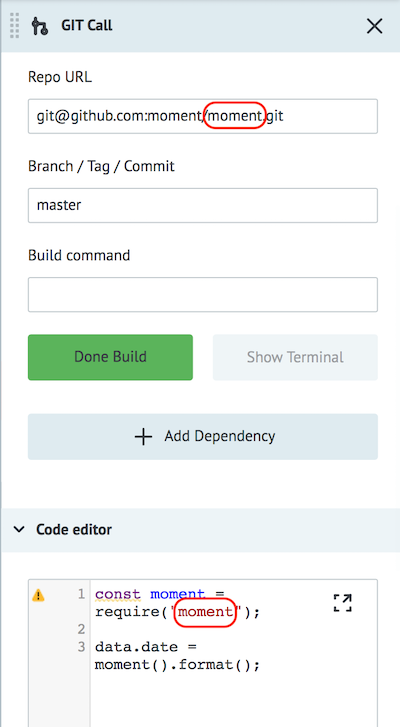 GIT Call
Repo URL
git@github.com:moment/moment.git
Branch / Tag / Commit
master
Build command
Done Build
Show Terminal
Add Dependency
Code editor
1 const moment =
require("moment");
2
3 data.date =
moment().format();